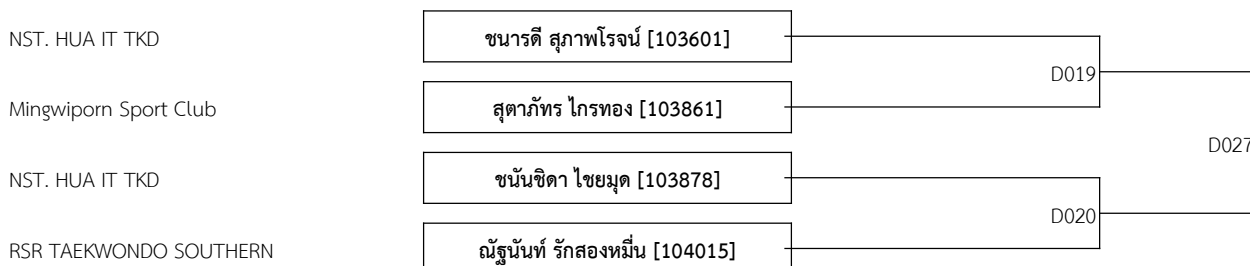 NST. HUA IT TKD ชนารดี สุภาพโรจน์ [103601]
D019
Mingwiporn Sport Club สุตาภัทร ไกรทอง [103861]
D027
NST. HUA IT TKD ชนันชิดา ไชยมุด [103878]
D020
RSR TAEKWONDO SOUTHERN ณัฐนันท์ รักสองหมื่น [104015]